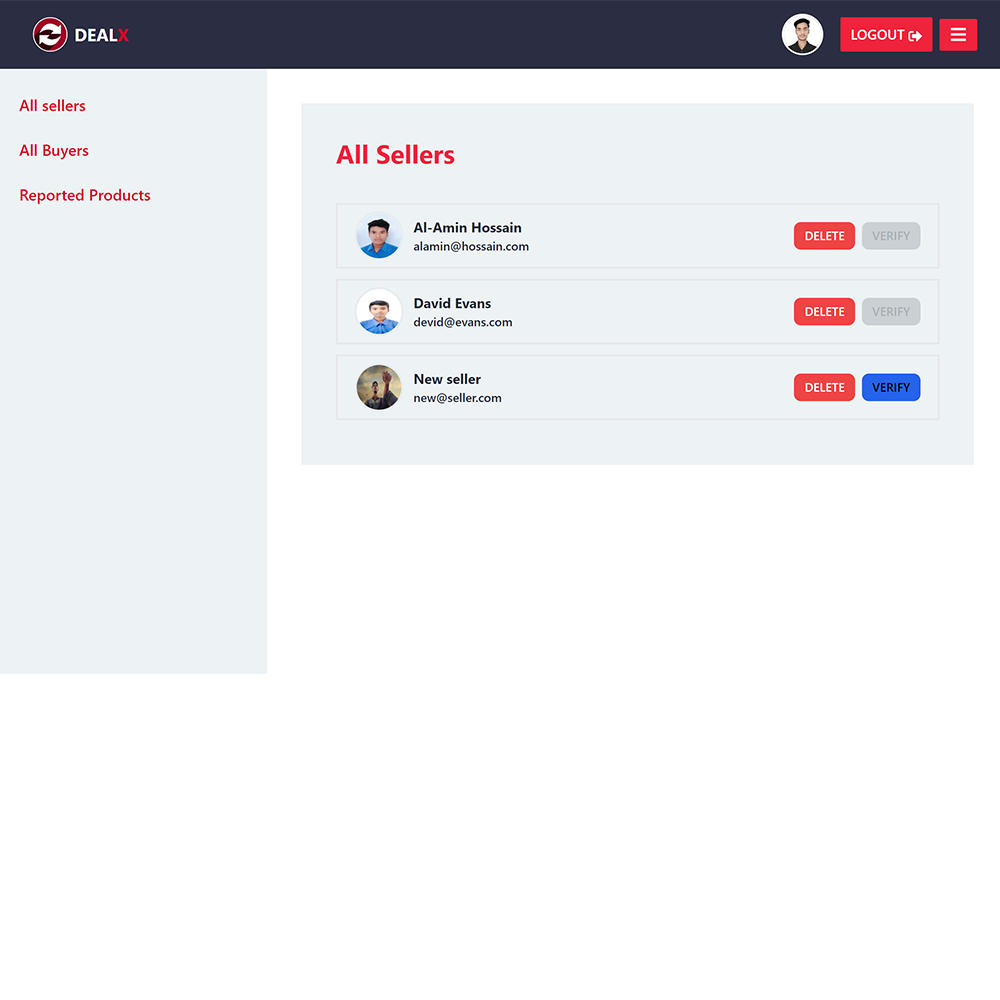 DEALX
LOGOUT
All sellers
All Buyers
Reported Products
All Sellers
Al-Amin Hossain
alamin@hossain.com
DELETE VERIFY
David Evans
devid@evans.com
DELETE VERIFY
New seller
new@seller.com
DELETE VERIFY